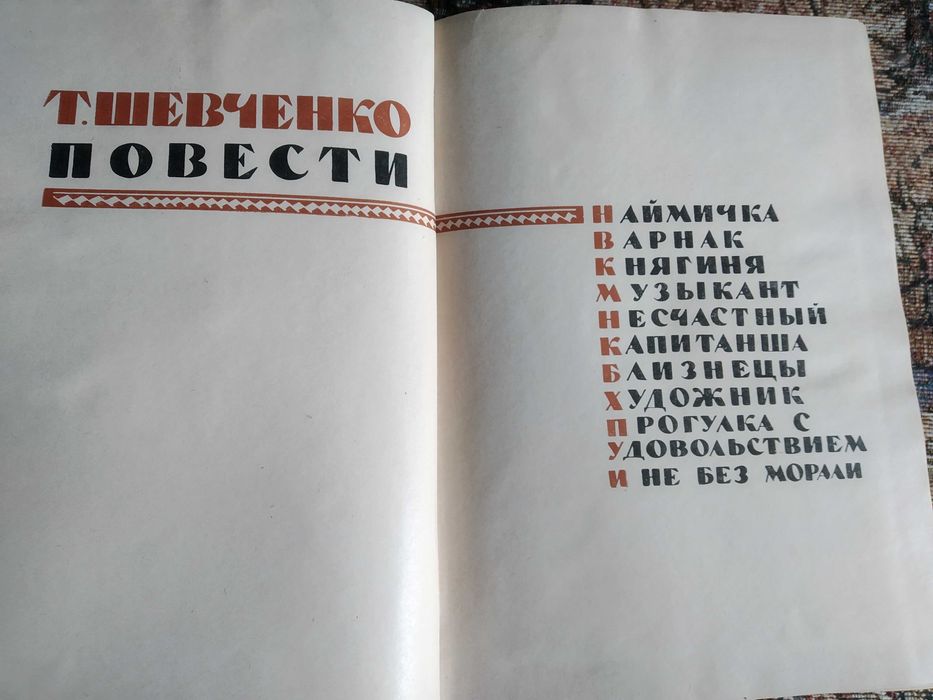 Т. ШЕВЧЕНКО
ПОВЕСТИ
НАЙМИЧКА
ВАРНАК
КНЯГИНЯ
МУЗЫКАНТ
НЕСЧАСТНЫЙ
КАПИТАНША
БЛИЗНЕЦЫ
ХУДОЖНИК
ПРОГУЛКА С
УДОВОЛЬСТВИЕМ
И НЕ БЕЗ МОРАЛИ